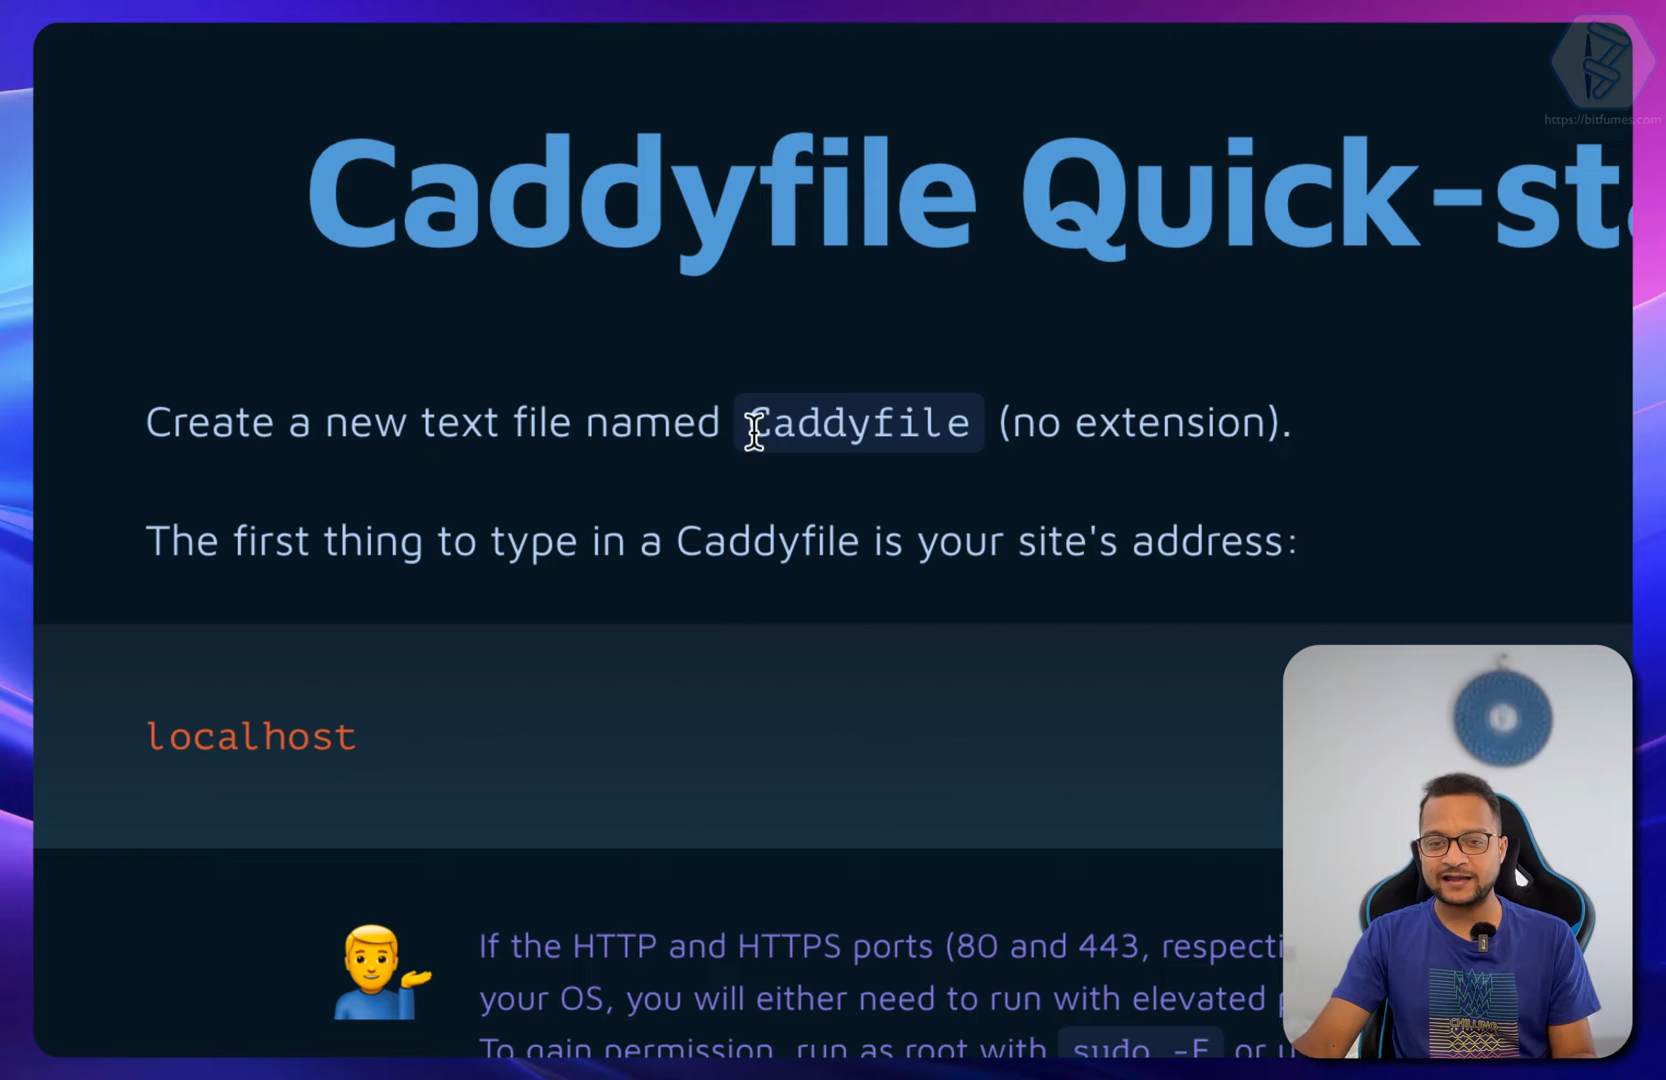 https://bitfumes.com
Caddyfile Quick-st
Create a new text file named Caddyfile (no extension).
The first thing to type in a Caddyfile is your site's address:
localhost
If the HTTP and HTTPS ports (80 and 443, respecti
your OS, you will either need to run with elevated
To gain permission, run as root with sudo -E or u
CHILLING